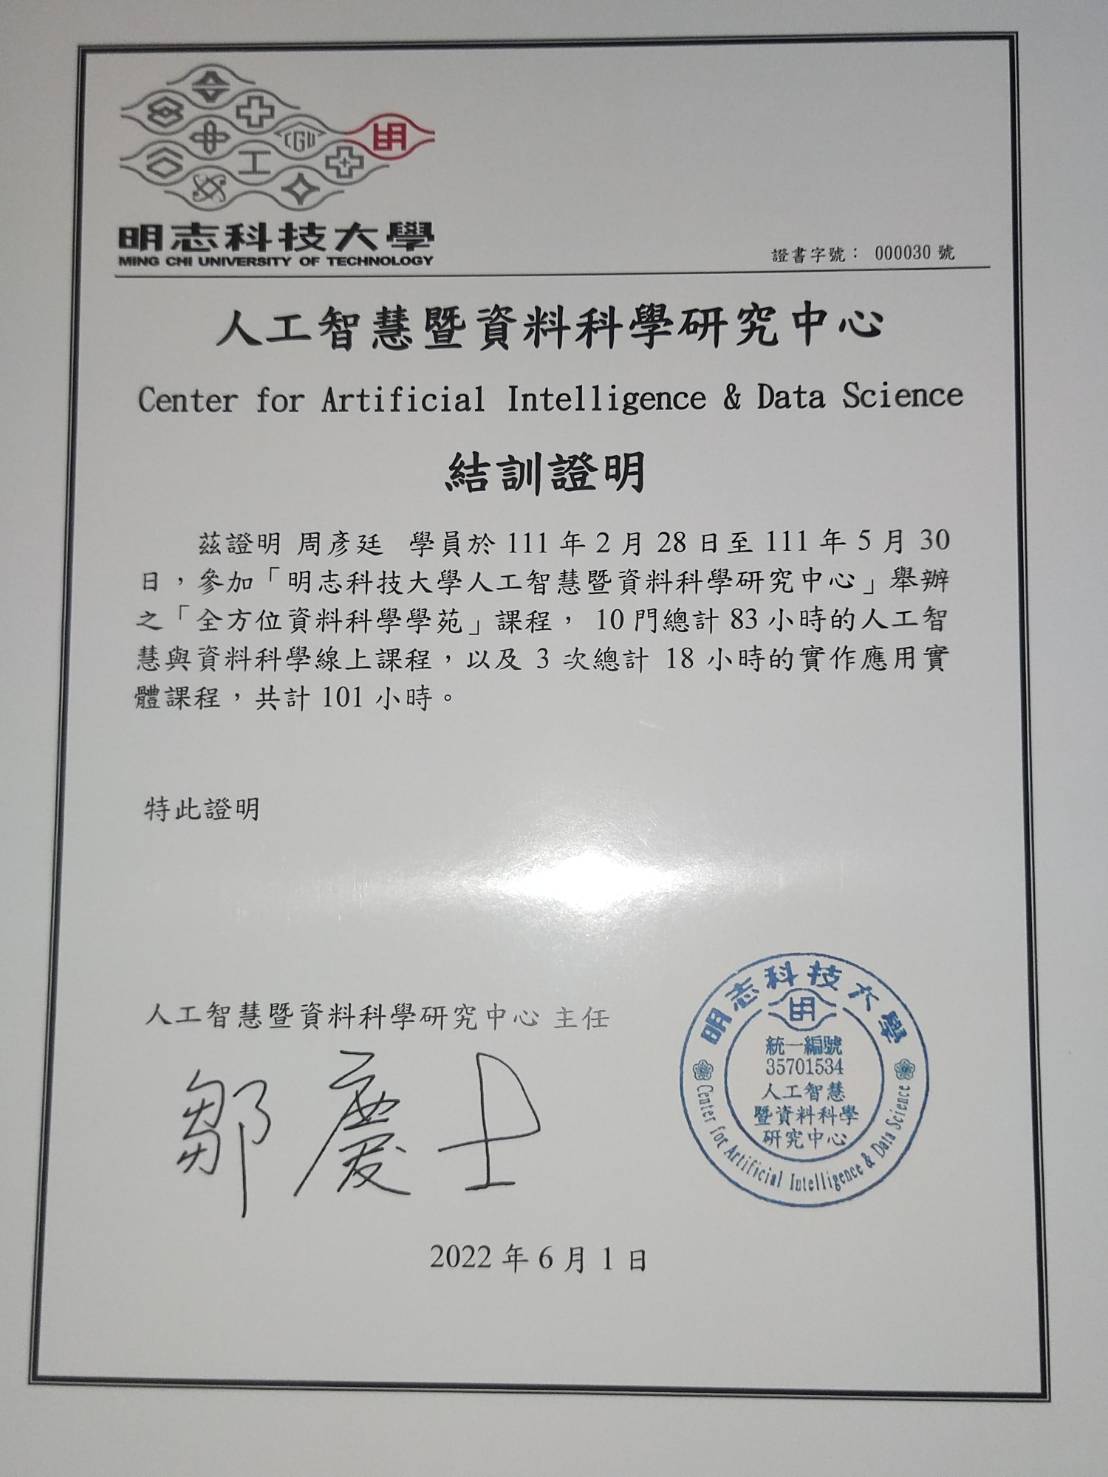 CGU
明
明志科技大學
MING CHI UNIVERSITY OF TECHNOLOGY
證書字號： 000030 號
人工智慧暨資料科學研究中心
Center for Artificial Intelligence & Data Science
結訓證明
茲證明 周彥廷 學員於 111 年 2 月 28 日至 111 年 5 月 30
日，參加「明志科技大學人工智慧暨資料科學研究中心」舉辦
之「全方位資料科學學苑」課程， 10 門總計 83 小時的人工智
慧與資料科學線上課程，以及 3 次總計 18 小時的實作應用實
體課程，共計 101 小時。
特此證明
人工智慧暨資料科學研究中心 主任
鄒慶士
明志科技大學
明
統一編號
35701534
人工智慧
暨資料科學
研究中心
Center for Artificial Intelligence & Data Science
2022 年 6 月 1 日